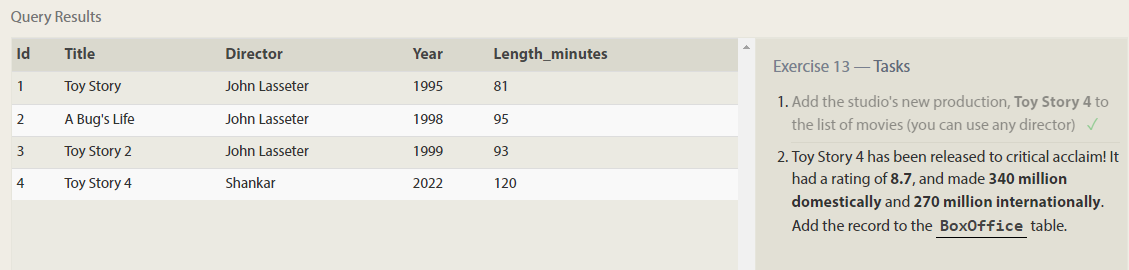 Query Results
Id Title Director Year Length_minutes
1 Toy Story John Lasseter 1995 81
2 A Bug's Life John Lasseter 1998 95
3 Toy Story 2 John Lasseter 1999 93
4 Toy Story 4 Shankar 2022 120
Exercise 13 — Tasks
1. Add the studio's new production, Toy Story 4 to
the list of movies (you can use any director) ✓
2. Toy Story 4 has been released to critical acclaim! It
had a rating of 8.7, and made 340 million
domestically and 270 million internationally.
Add the record to the BoxOffice table.